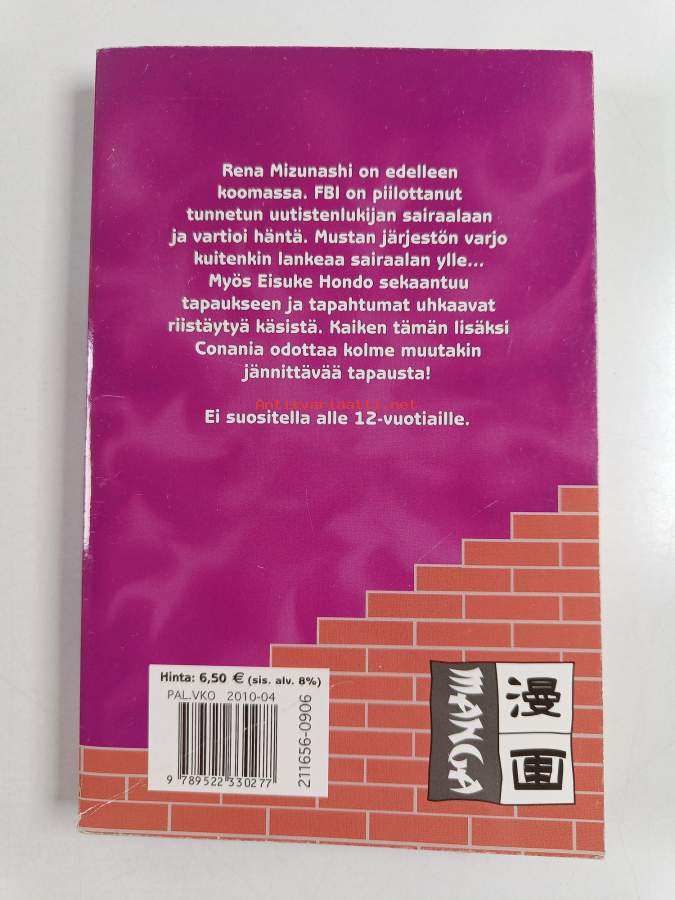 Rena Mizunashi on edelleen
koomassa. FBI on piilottanut
tunnetun uutistenlukijan sairaalaan
ja vartioi häntä. Mustan järjestön varjo
kuitenkin lankeaa sairaalan ylle...
Myös Eisuke Hondo sekaantuu
tapaukseen ja tapahtumat uhkaavat
riistäytyä käsistä. Kaiken tämän lisäksi
Conania odottaa kolme muutakin
jännittävää tapausta!
Antikvariaatti.net
Ei suositella alle 12-vuotiaille.
Hinta: 6,50 € (sis. alv. 8%)
PAL.VKO 2010-04
9 789522 330277
211656-0906
MANGA
漫画